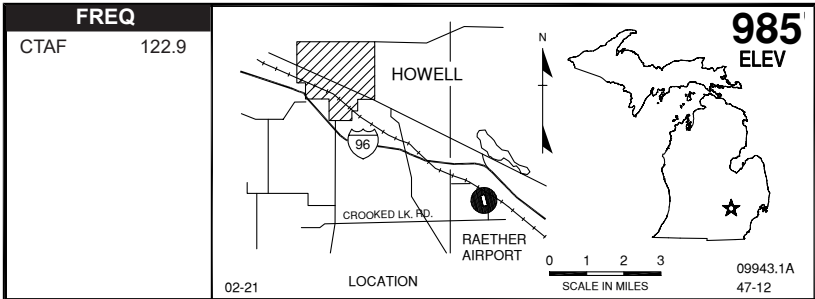 FREQ
CTAF 122.9
HOWELL
96
CROOKED LK. RD.
RAETHER
AIRPORT
LOCATION
02-21
N
985'
ELEV
0 1 2 3
SCALE IN MILES
09943.1A
47-12